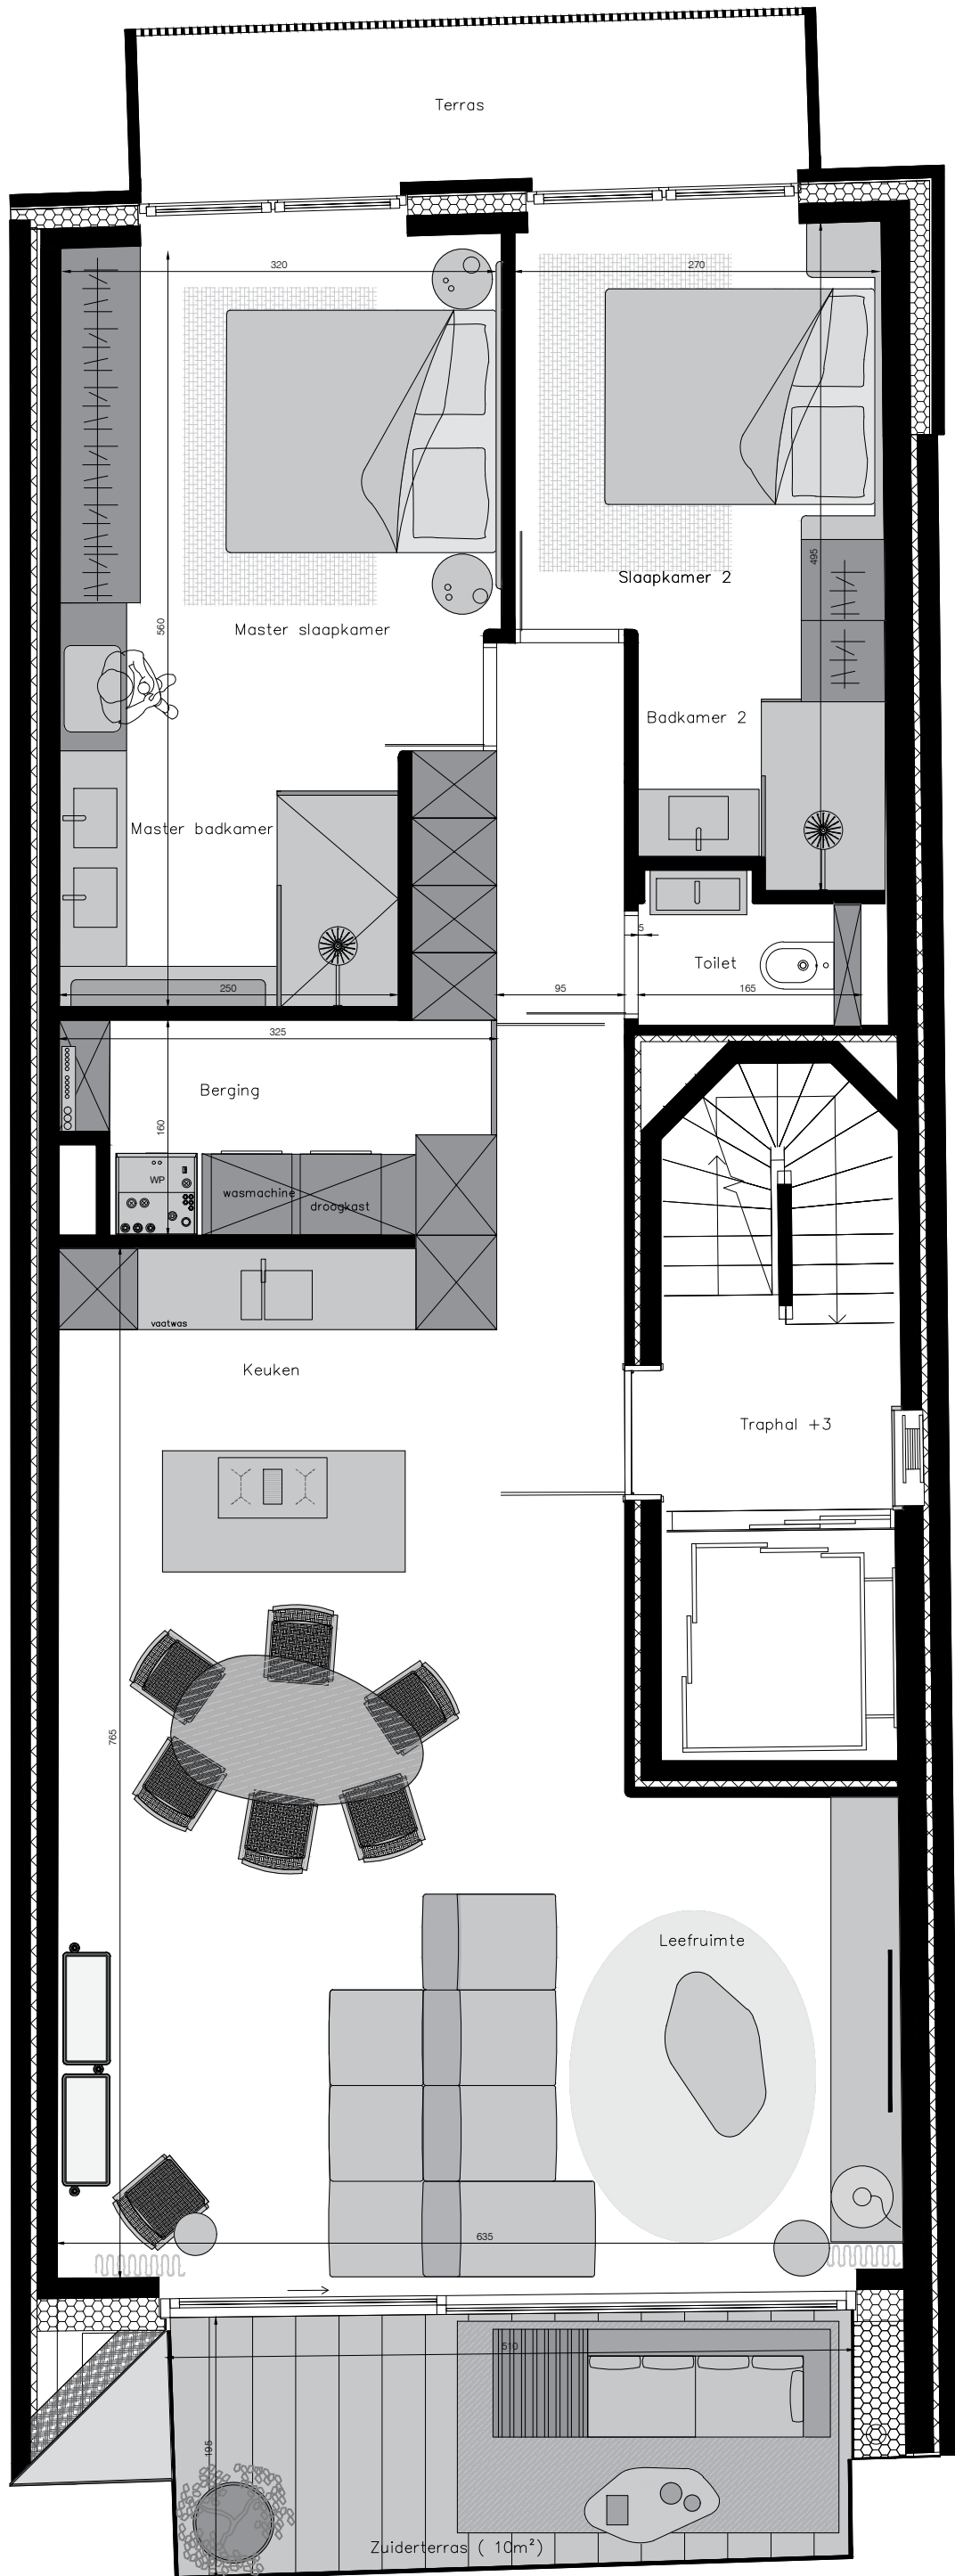 Terras
320
270
495
Slaapkamer 2
560
Master slaapkamer
Badkamer 2
Master badkamer
5
Toilet
250
95
165
325
Berging
160
WP
wasmachine
droogkast
vaatwas
Keuken
Traphal +3
765
Leefruimte
635
510
195
Zuiderterras ( 10m²)